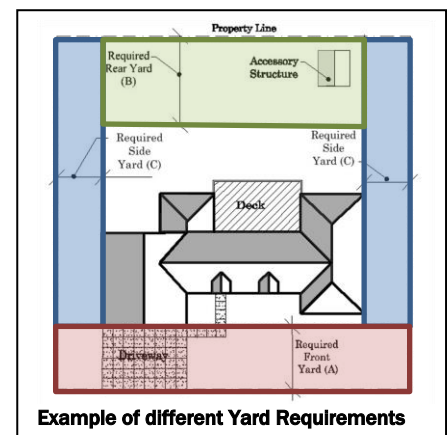 Property Line
Required
Rear Yard
(B)
Accessory
Structure
Required
Side
Yard (C)
Required
Side
Yard (C)
Deck
Driveway
Required
Front
Yard (A)
Example of different Yard Requirements